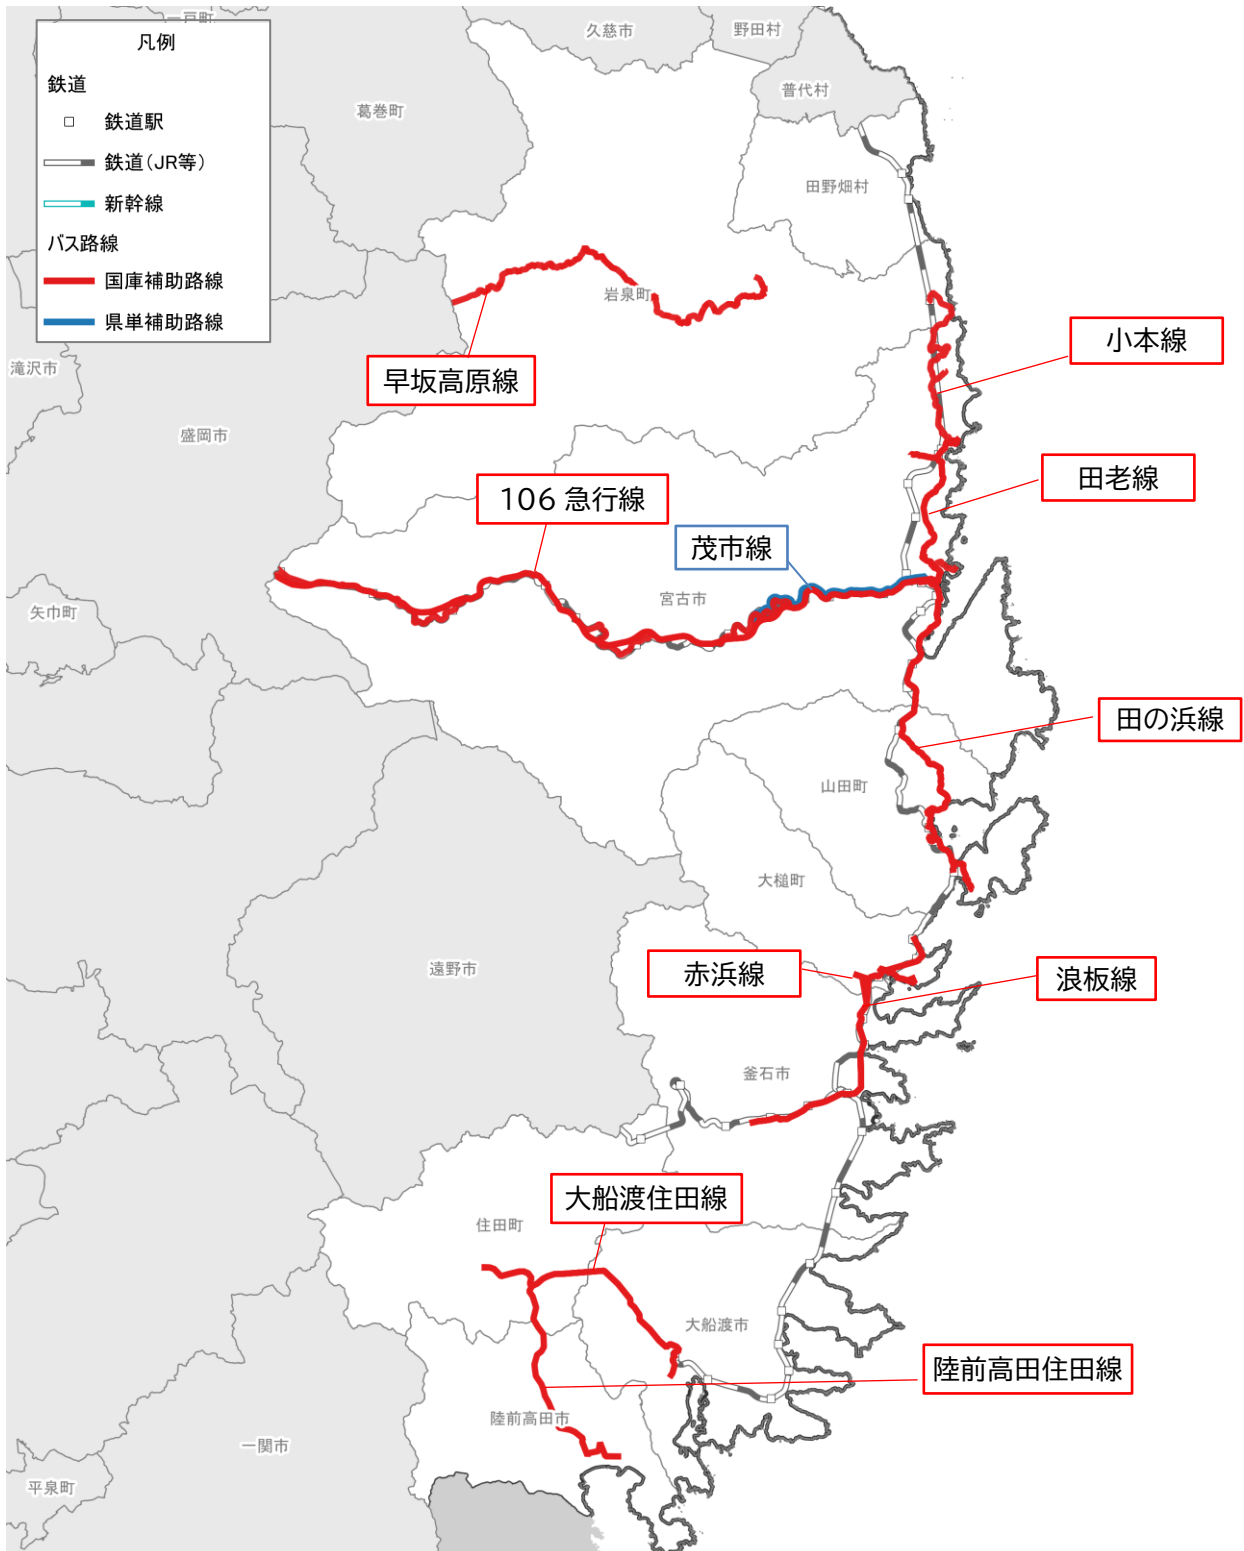 一戸町
久慈市
野田村
普代村
葛巻町
田野畑村
凡例
鉄道
鉄道駅
鉄道（JR等）
新幹線
バス路線
国庫補助路線
県単補助路線
岩泉町
小本線
滝沢市
早坂高原線
盛岡市
田老線
106 急行線
茂市線
宮古市
矢巾町
田の浜線
山田町
大槌町
遠野市
赤浜線
浪板線
釜石市
大船渡住田線
住田町
大船渡市
陸前高田住田線
陸前高田市
一関市
平泉町